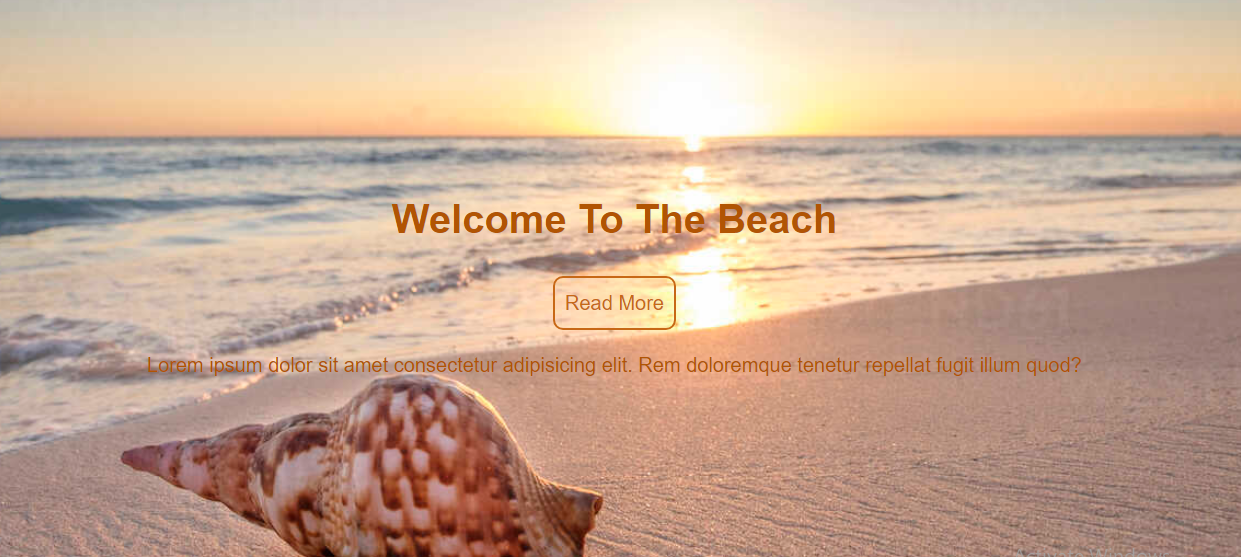 Welcome To The Beach
Read More
Lorem ipsum dolor sit amet consectetur adipisicing elit. Rem doloremque tenetur repellat fugit illum quod?